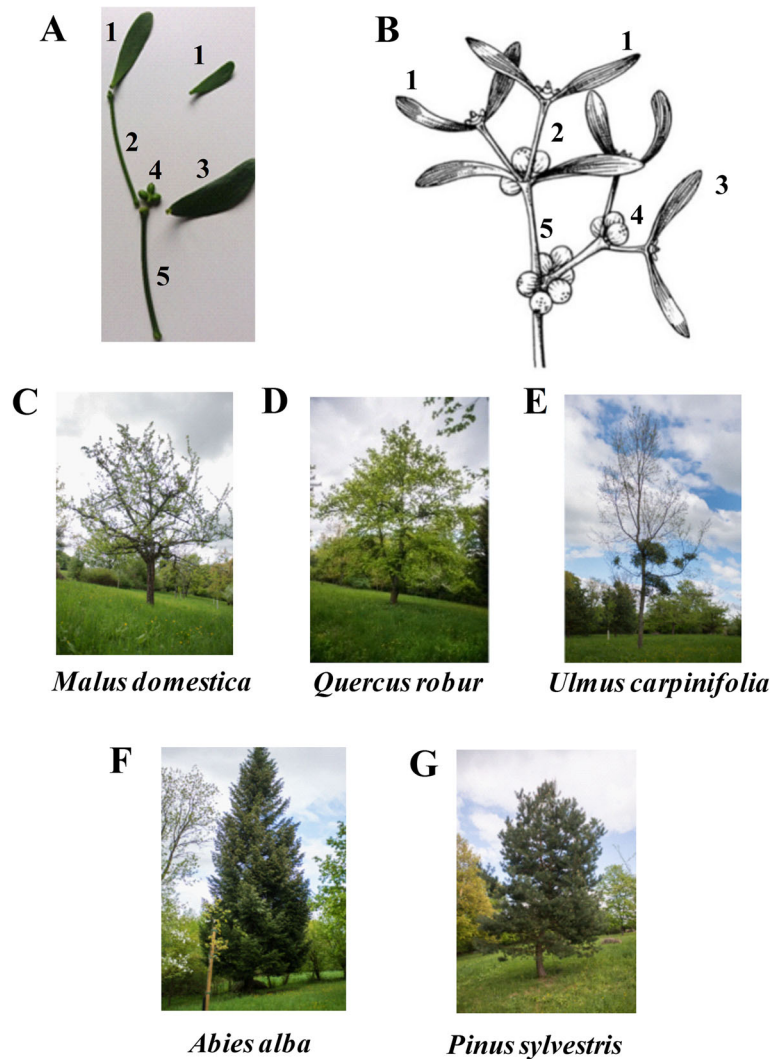 A
1
1
2
4
3
5
B
1
1
2
3
4
5
C
D
E
Malus domestica
Quercus robur
Ulmus carpinifolia
F
G
Abies alba
Pinus sylvestris